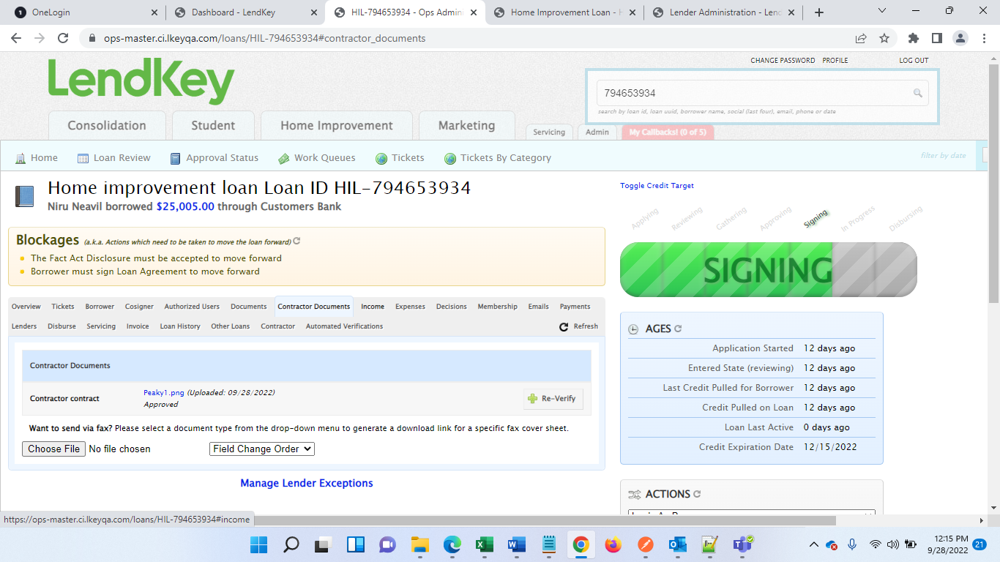 OneLogin
Dashboard - LendKey
HIL-794653934 - Ops Admini
Home Improvement Loan - H
Lender Administration - Lend
ops-master.ci.lkeyqa.com/loans/HIL-794653934#contractor_documents
CHANGE PASSWORD PROFILE LOG OUT
LendKey
794653934
search by loan id, loan uuid, borrower name, social (last four), email, phone or date
Consolidation Student Home Improvement Marketing Servicing Admin My Callbacks! (0 of 5)
Home Loan Review Approval Status Work Queues Tickets Tickets By Category filter by date
Home improvement loan Loan ID HIL-794653934
Niru Neavil borrowed $25,005.00 through Customers Bank
Toggle Credit Target
Applying Reviewing Gathering Approving Signing In Progress Disbursing
SIGNING
Blockages (a.k.a. Actions which need to be taken to move the loan forward)
The Fact Act Disclosure must be accepted to move forward
Borrower must sign Loan Agreement to move forward
Overview Tickets Borrower Cosigner Authorized Users Documents Contractor Documents Income Expenses Decisions Membership Emails Payments
Lenders Disburse Servicing Invoice Loan History Other Loans Contractor Automated Verifications Refresh
Contractor Documents
Contractor contract Peaky1.png (Uploaded: 09/28/2022)
Approved
Re-Verify
Want to send via fax? Please select a document type from the drop-down menu to generate a download link for a specific fax cover sheet.
Choose File No file chosen Field Change Order
Manage Lender Exceptions
AGES
Application Started 12 days ago
Entered State (reviewing) 12 days ago
Last Credit Pulled for Borrower 12 days ago
Credit Pulled on Loan 12 days ago
Loan Last Active 0 days ago
Credit Expiration Date 12/15/2022
ACTIONS
https://ops-master.ci.lkeyqa.com/loans/HIL-794653934#income
12:15 PM
9/28/2022
21